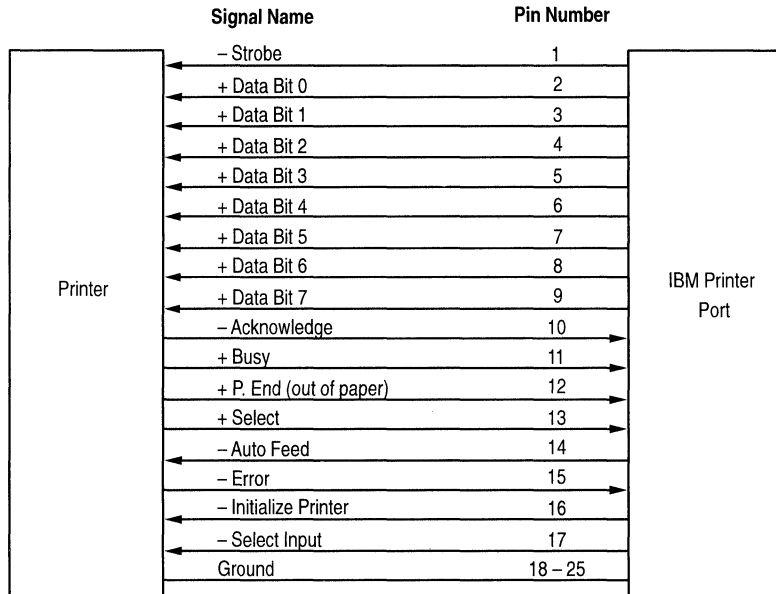 Signal Name Pin Number
– Strobe 1
+ Data Bit 0 2
+ Data Bit 1 3
+ Data Bit 2 4
+ Data Bit 3 5
+ Data Bit 4 6
+ Data Bit 5 7
+ Data Bit 6 8
Printer
IBM Printer
Port
+ Data Bit 7 9
– Acknowledge 10
+ Busy 11
+ P. End (out of paper) 12
+ Select 13
– Auto Feed 14
– Error 15
– Initialize Printer 16
– Select Input 17
Ground 18 – 25